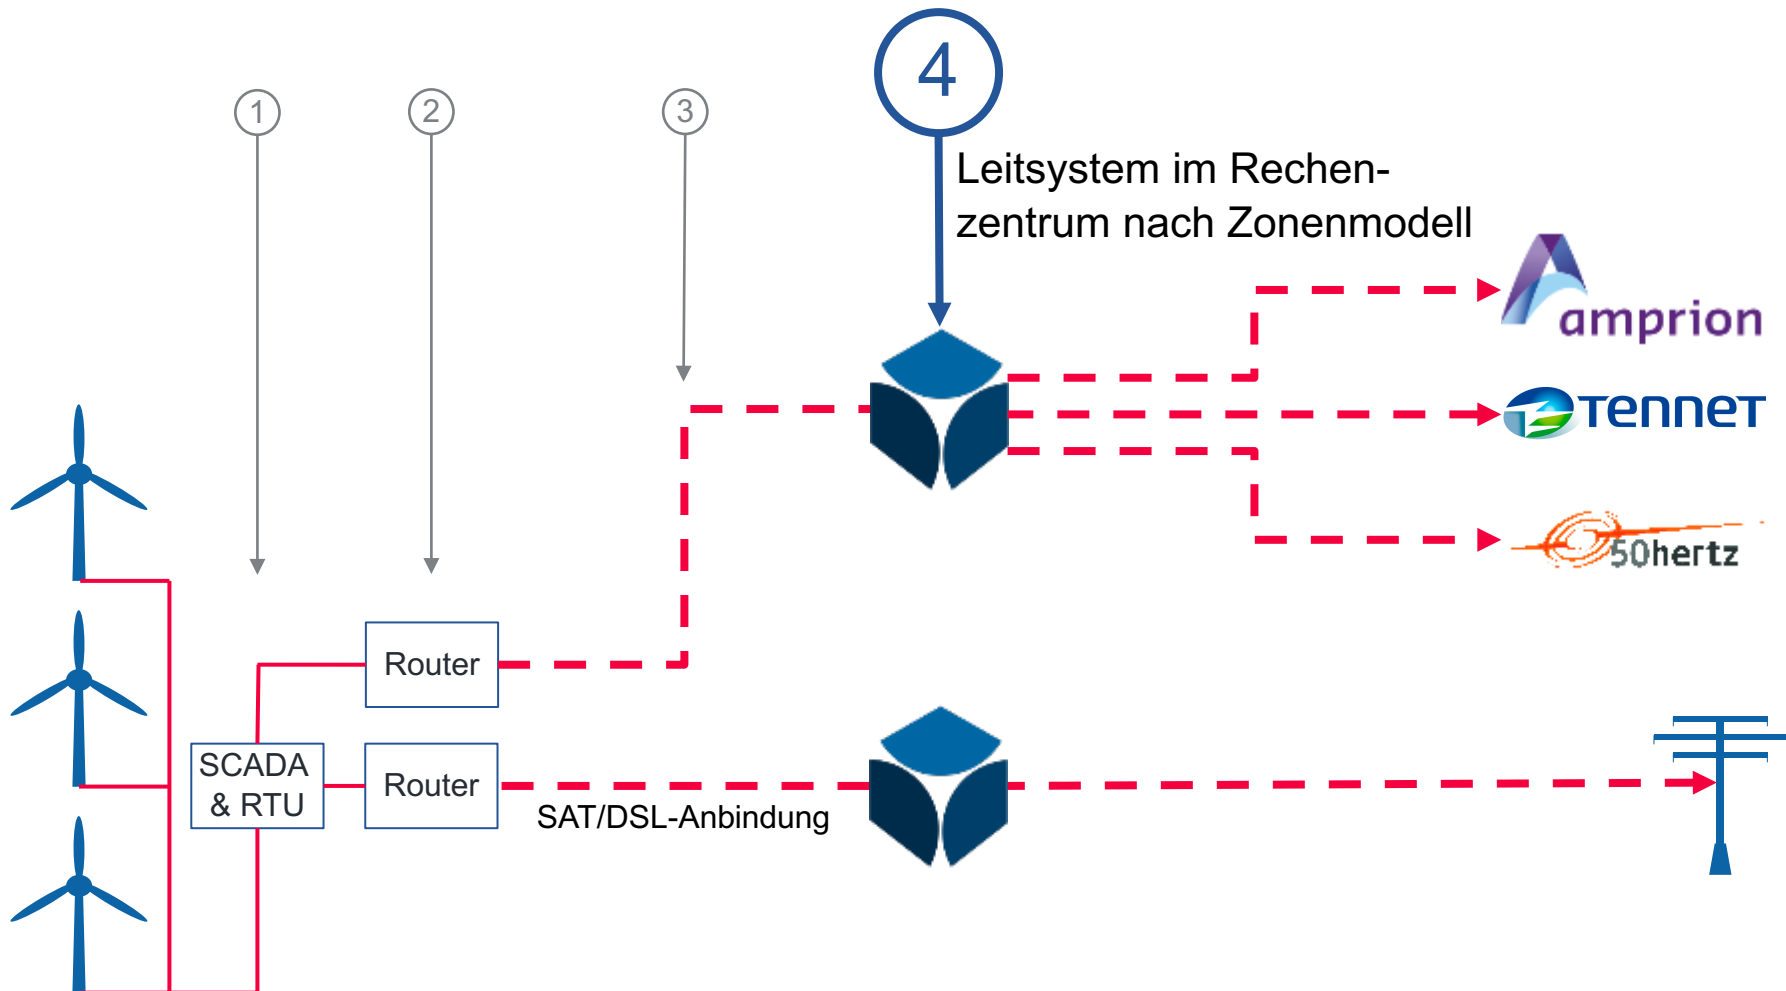 4
1
2
3
Leitsystem im Rechen-
zentrum nach Zonenmodell
amprion
TenneT
50hertz
Router
SCADA
& RTU
Router
SAT/DSL-Anbindung